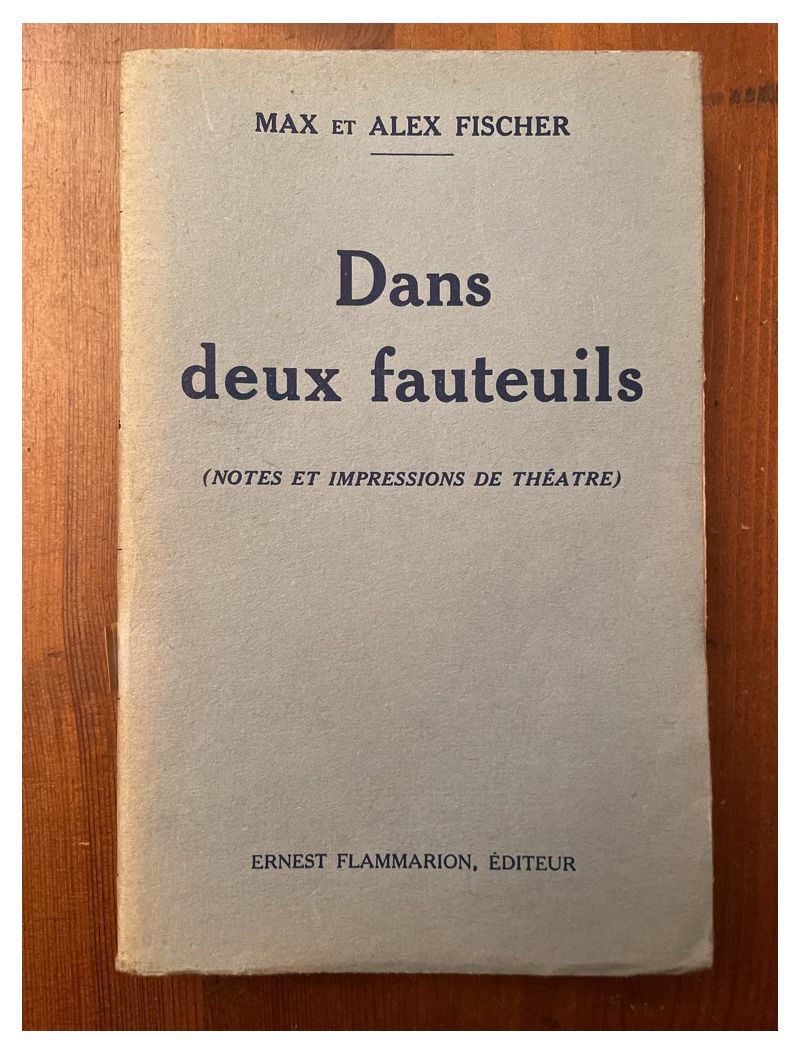 MAX ET ALEX FISCHER
Dans
deux fauteuils
(NOTES ET IMPRESSIONS DE THÉATRE)
ERNEST FLAMMARION, ÉDITEUR